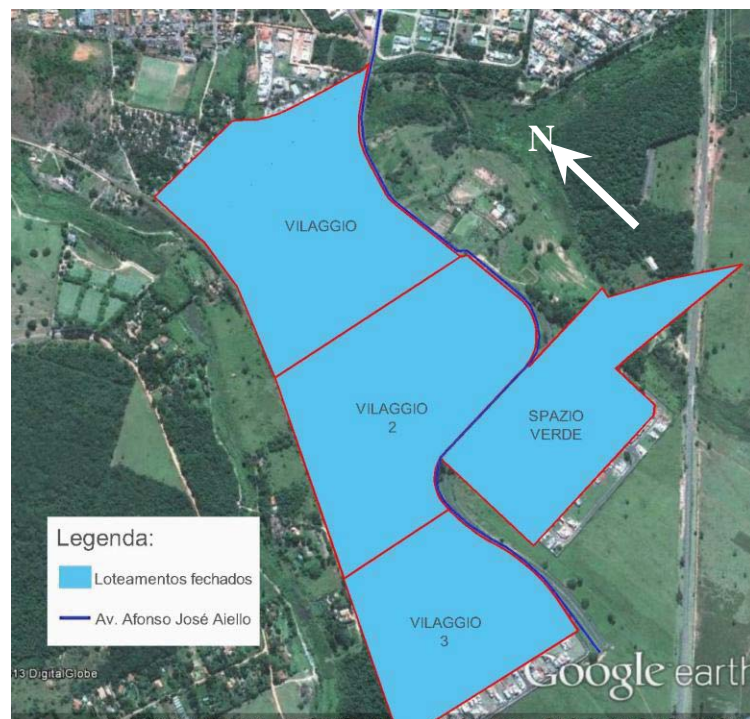 N
VILAGGIO
VILAGGIO
2
SPAZIO
VERDE
Legenda:
Loteamentos fechados
Av. Afonso José Aiello
VILAGGIO
3
13 DigitalGlobe
Google earth